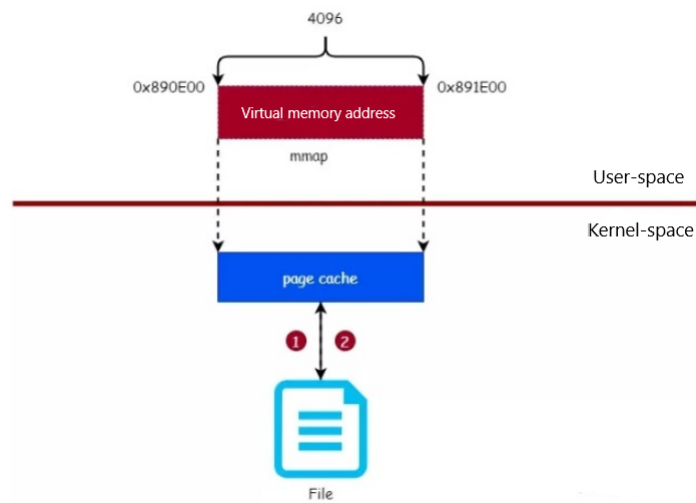 4096
0x890E00
0x891E00
Virtual memory address
mmap
User-space
Kernel-space
page cache
1
2
File